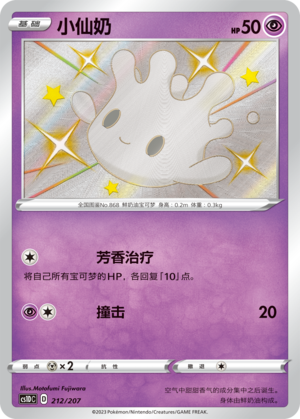 基础 小仙奶 HP50
全国图鉴No.868 鲜奶油宝可梦 身高：0.2m 体重：0.3kg
芳香治疗
将自己所有宝可梦的HP，各回复「10」点。
撞击 20
弱点 ×2 抗性 撤退
Illus. Motofumi Fujiwara
CS10C D 212/207
空气中甜甜香气的成分集中之后诞生。
身体由鲜奶油构成。
©2023 Pokémon/Nintendo/Creatures/GAME FREAK.